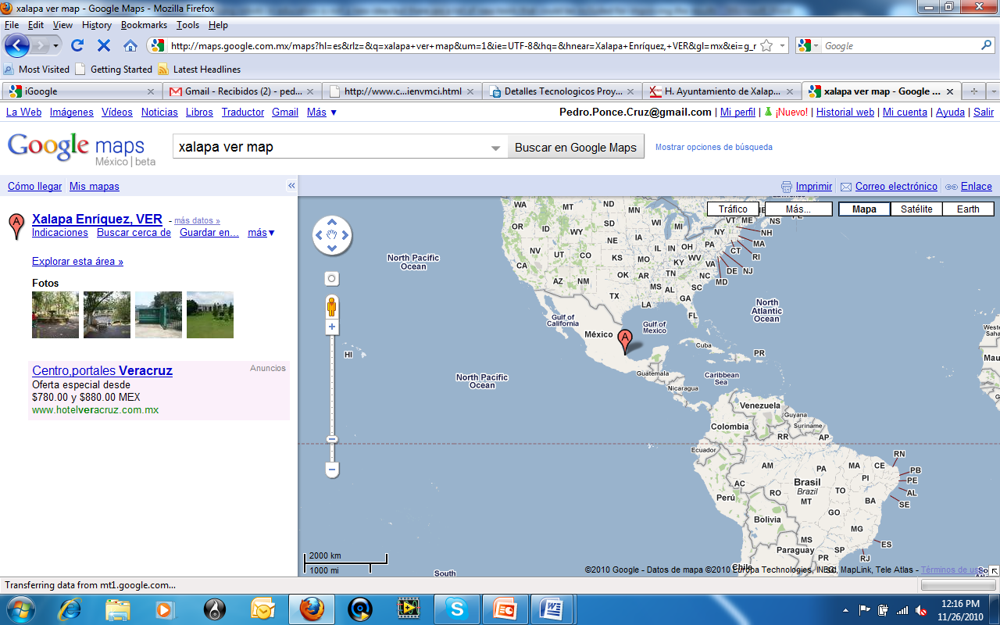 xalapa ver map - Google Maps - Mozilla Firefox
File Edit View History Bookmarks Tools Help
http://maps.google.com.mx/maps?hl=es&rlz=&q=xalapa+ver+map&um=1&ie=UTF-8&hq=&hnear=Xalapa+Enríquez,+VER&gl=mx&ei=g_r Google
Most Visited Getting Started Latest Headlines
iGoogle Gmail - Recibidos (2) - ped... http://www.c...ienvmci.html Detalles Tecnologicos Proy... H. Ayuntamiento de Xalap... xalapa ver map - Google ...
La Web Imágenes Vídeos Noticias Libros Traductor Gmail Más ▼ Pedro.Ponce.Cruz@gmail.com | Mi perfil | ¡Nuevo! | Historial web | Mi cuenta | Ayuda | Salir
Google maps
México | beta
xalapa ver map
Buscar en Google Maps
Mostrar opciones de búsqueda
Cómo llegar Mis mapas «
Imprimir Correo electrónico Enlace
A
Xalapa Enríquez, VER - más datos »
Indicaciones Buscar cerca de Guardar en... más▼
Explorar esta área »
Fotos
Centro,portales Veracruz Anuncios
Oferta especial desde
$780.00 y $880.00 MEX
www.hotelveracruz.com.mx
Tráfico Más... Mapa Satélite Earth
WA MT ND MN
OR ID SD WI MI VT ME NS
WY NY NH
NE IA PA MA
NV UT CO IL IN OH CT RI
KS MO WV VA DE NJ
CA KY MD
AZ NM OK AR TN NC
MS AL SC
TX GA
LA FL
North Pacific
Ocean
North
Atlantic
Ocean
Gulf of
California
Gulf of
Mexico
México
A
Cuba
PR
HI
Guatemala
Caribbean
Sea
Nicaragua
North Pacific
Ocean
Western
Saha
Mau
Venezuela
Guyana
Suriname
Colombia
RR AP
Ecuador
AM PA MA CE RN
PI PB
PE
AC Brasil TO AL
Brazil
RO BA SE
Perú MT
GO
Bolivia
MG
MS ES
SP
Paraguay RJ
PR
Chile
SC
South
2000 km
1000 mi
©2010 Google - Datos de mapa ©2010 Europa Technologies, INEGI, MapLink, Tele Atlas - Términos de uso
Transferring data from mt1.google.com...
12:16 PM
11/26/2010